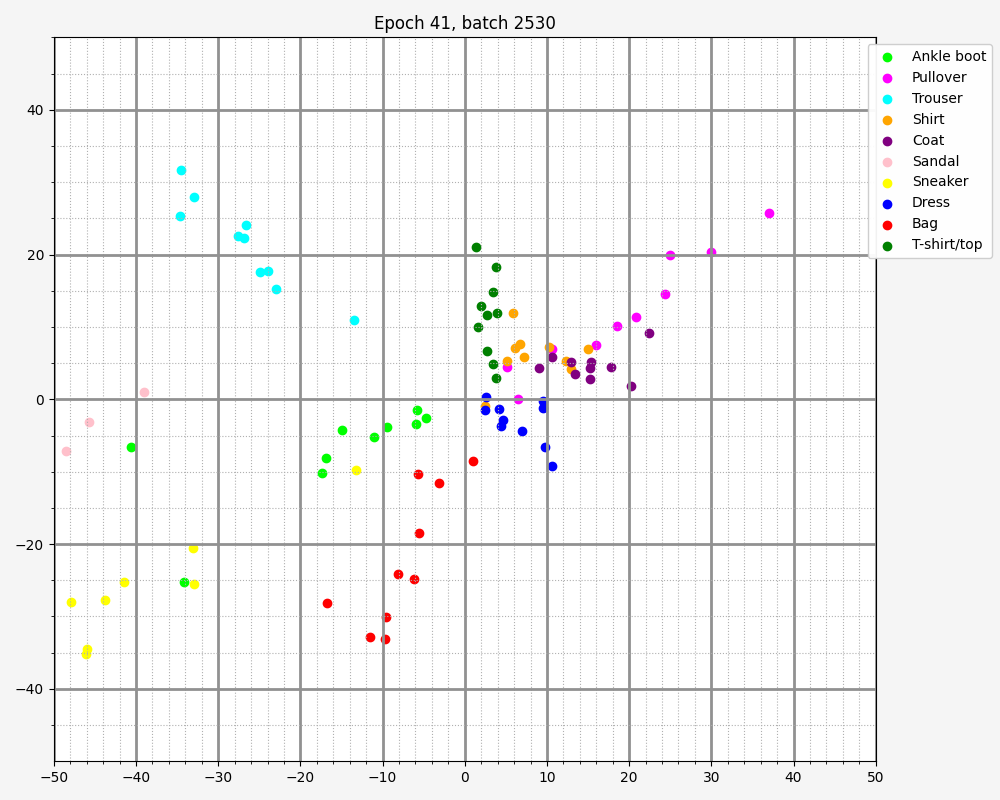 Epoch 41, batch 2530
Ankle boot
Pullover
Trouser
Shirt
Coat
Sandal
Sneaker
Dress
Bag
T-shirt/top
40
20
0
−20
−40
−50 −40 −30 −20 −10 0 10 20 30 40 50